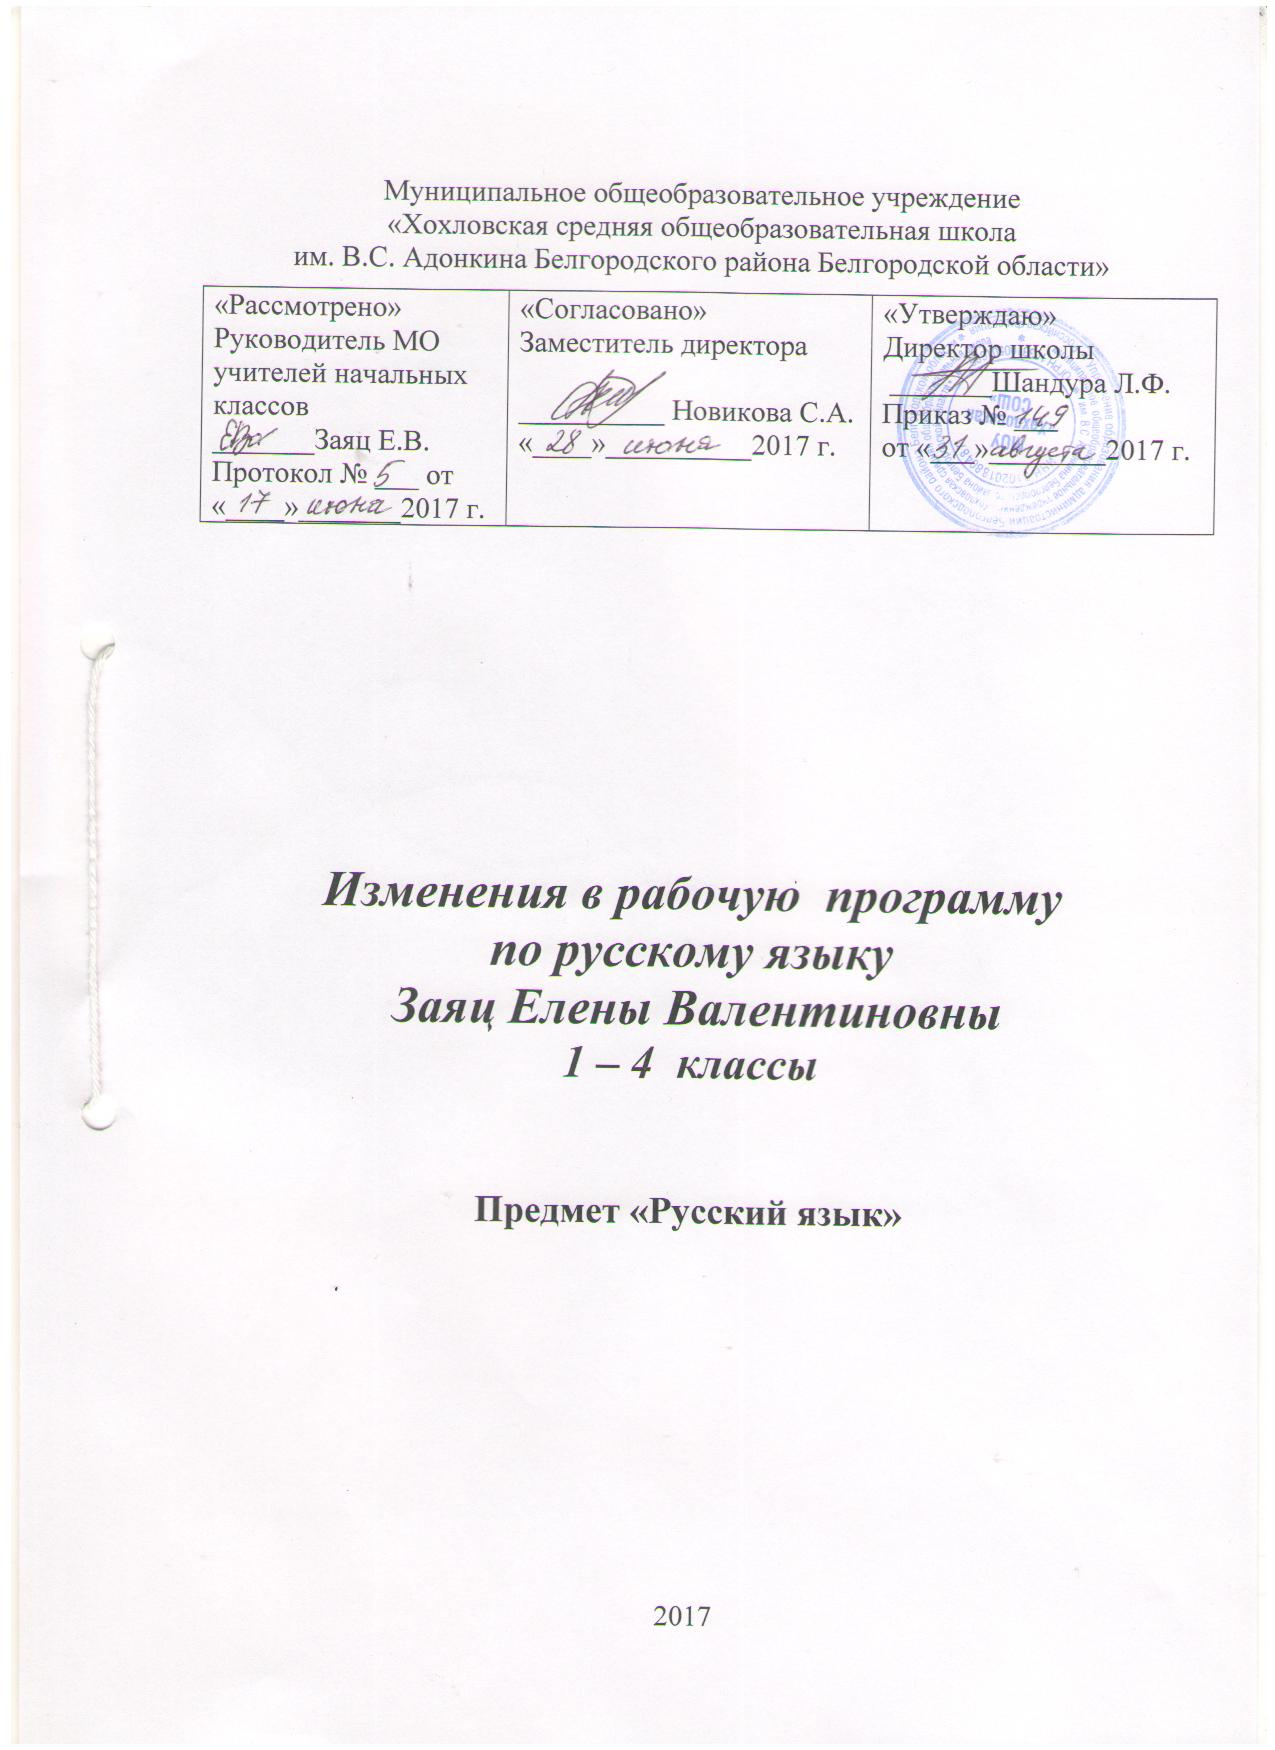 Муниципальное общеобразовательное учреждение
«Хохловская средняя общеобразовательная школа
им. В.С. Адонкина Белгородского района Белгородской области»
«Рассмотрено»
Руководитель МО
учителей начальных
классов
_______Заяц Е.В.
Протокол № 5 от
«17» июня 2017 г.
«Согласовано»
Заместитель директора
__________ Новикова С.А.
«28» июня 2017 г.
«Утверждаю»
Директор школы
_______Шандура Л.Ф.
Приказ № 149
от «31» августа 2017 г.
Изменения в рабочую программу
по русскому языку
Заяц Елены Валентиновны
1 – 4 классы
Предмет «Русский язык»
2017